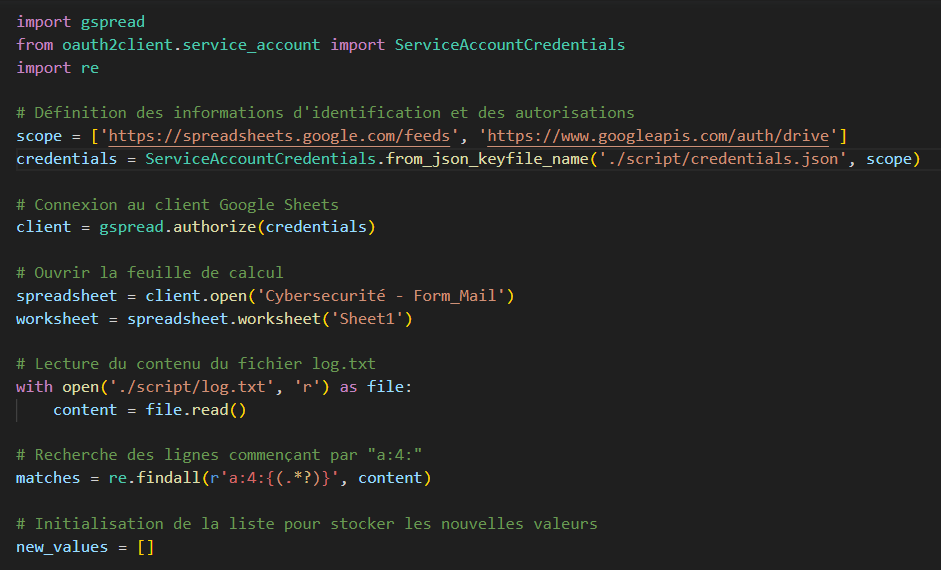 import gspread
from oauth2client.service_account import ServiceAccountCredentials
import re
# Définition des informations d'identification et des autorisations
scope = ['https://spreadsheets.google.com/feeds', 'https://www.googleapis.com/auth/drive']
credentials = ServiceAccountCredentials.from_json_keyfile_name('./script/credentials.json', scope)
# Connexion au client Google Sheets
client = gspread.authorize(credentials)
# Ouvrir la feuille de calcul
spreadsheet = client.open('Cybersecurité - Form_Mail')
worksheet = spreadsheet.worksheet('Sheet1')
# Lecture du contenu du fichier log.txt
with open('./script/log.txt', 'r') as file:
    content = file.read()
# Recherche des lignes commençant par "a:4:"
matches = re.findall(r'a:4:{(.*?)}', content)
# Initialisation de la liste pour stocker les nouvelles valeurs
new_values = []